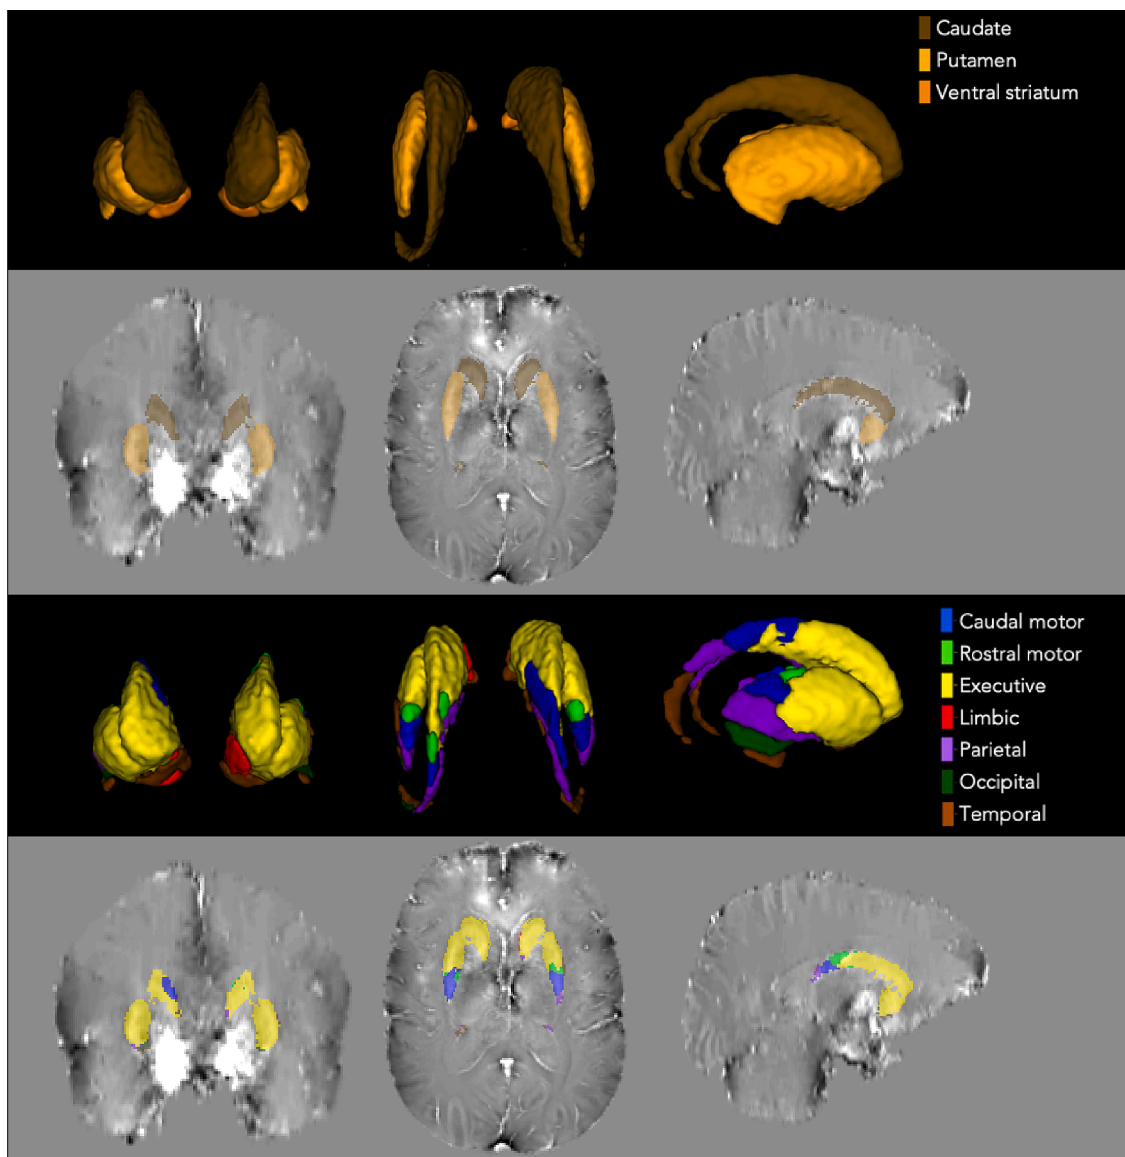 Caudate
Putamen
Ventral striatum
Caudal motor
Rostral motor
Executive
Limbic
Parietal
Occipital
Temporal